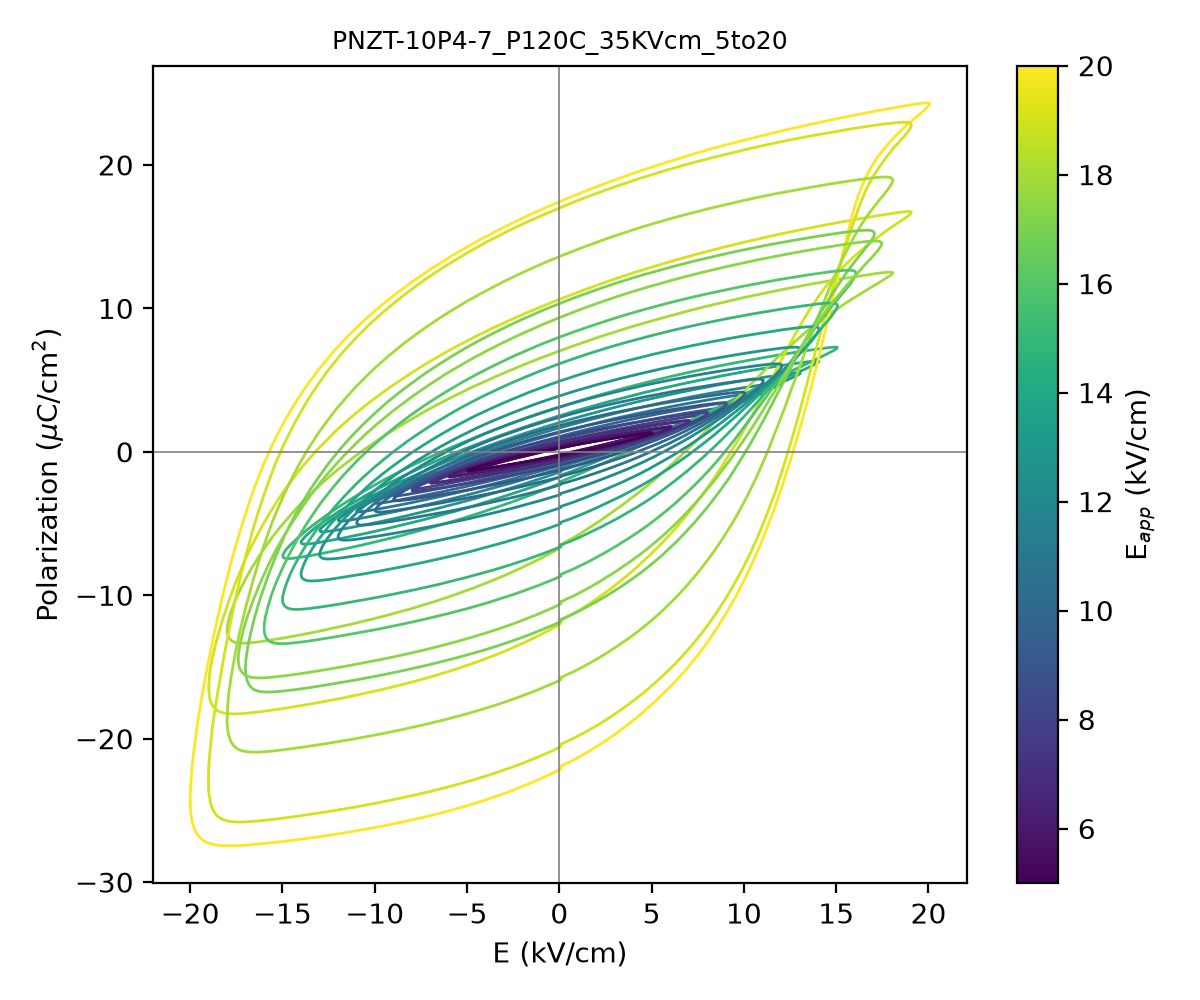 PNZT-10P4-7_P120C_35KVcm_5to20
Polarization (μC/cm²)
20
10
0
−10
−20
−30
−20 −15 −10 −5 0 5 10 15 20
E (kV/cm)
20
18
16
14
12
10
8
6
E_app (kV/cm)